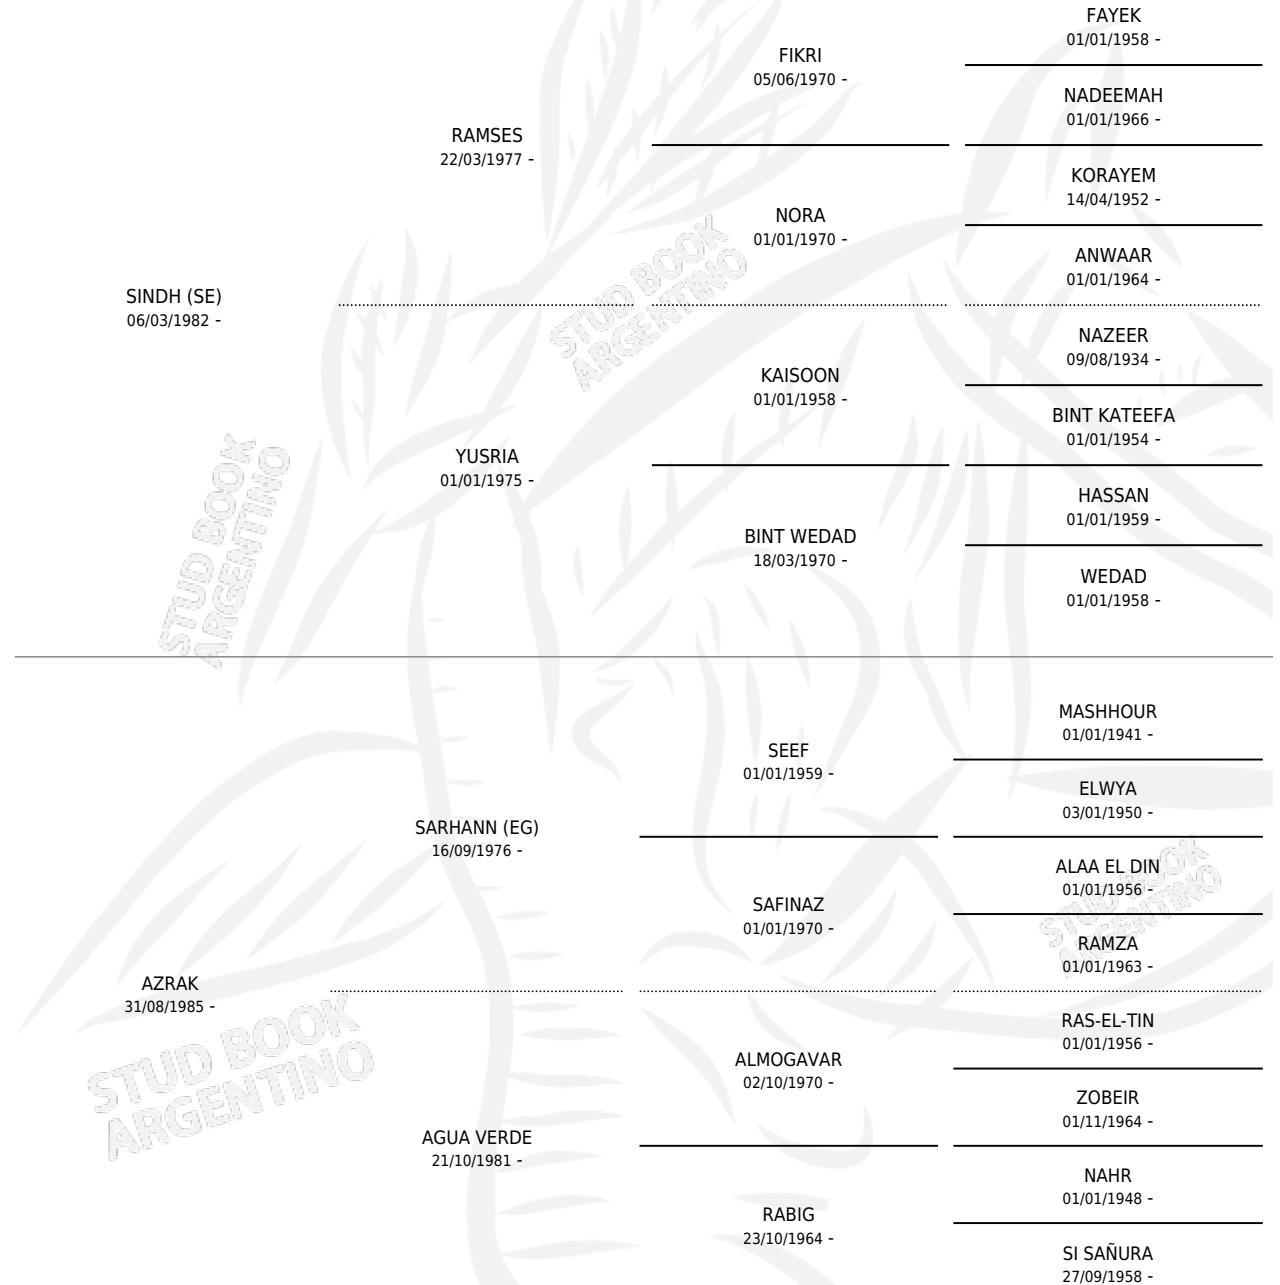 FAYEK
01/01/1958 -
FIKRI
05/06/1970 -
NADEEMAH
01/01/1966 -
RAMSES
22/03/1977 -
KORAYEM
14/04/1952 -
NORA
01/01/1970 -
ANWAAR
01/01/1964 -
SINDH (SE)
06/03/1982 -
NAZEER
09/08/1934 -
KAISOON
01/01/1958 -
BINT KATEEFA
01/01/1954 -
YUSRIA
01/01/1975 -
HASSAN
01/01/1959 -
BINT WEDAD
18/03/1970 -
WEDAD
01/01/1958 -
MASHHOUR
01/01/1941 -
SEEF
01/01/1959 -
ELWYA
03/01/1950 -
SARHANN (EG)
16/09/1976 -
ALAA EL DIN
01/01/1956 -
SAFINAZ
01/01/1970 -
RAMZA
01/01/1963 -
AZRAK
31/08/1985 -
RAS-EL-TIN
01/01/1956 -
ALMOGAVAR
02/10/1970 -
ZOBEIR
01/11/1964 -
AGUA VERDE
21/10/1981 -
NAHR
01/01/1948 -
RABIG
23/10/1964 -
SI SAÑURA
27/09/1958 -
STUD BOOK
ARGENTINO
STUD BOOK
ARGENTINO
STUD BOOK
ARGENTINO
STUD BOOK
ARGENTINO